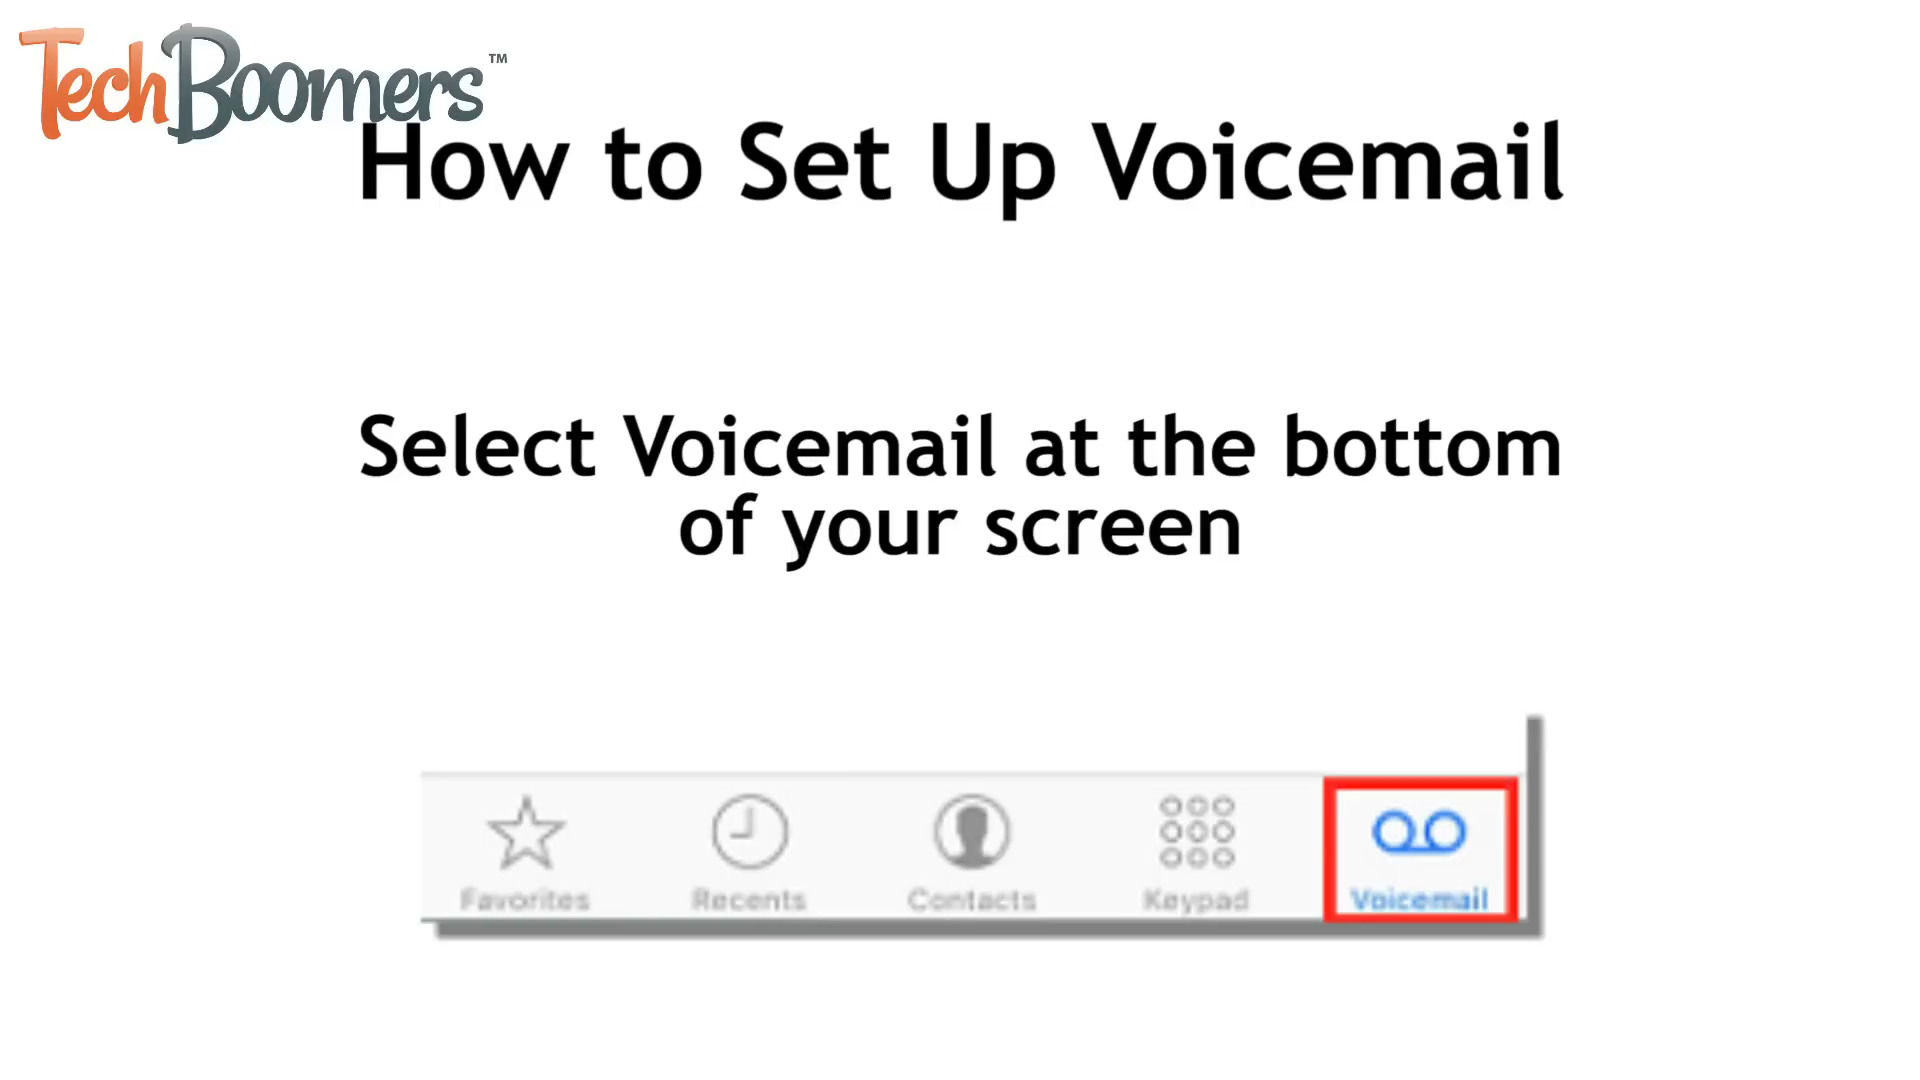 TechBoomers™
How to Set Up Voicemail
Select Voicemail at the bottom
of your screen
Favorites
Recents
Contacts
Keypad
Voicemail